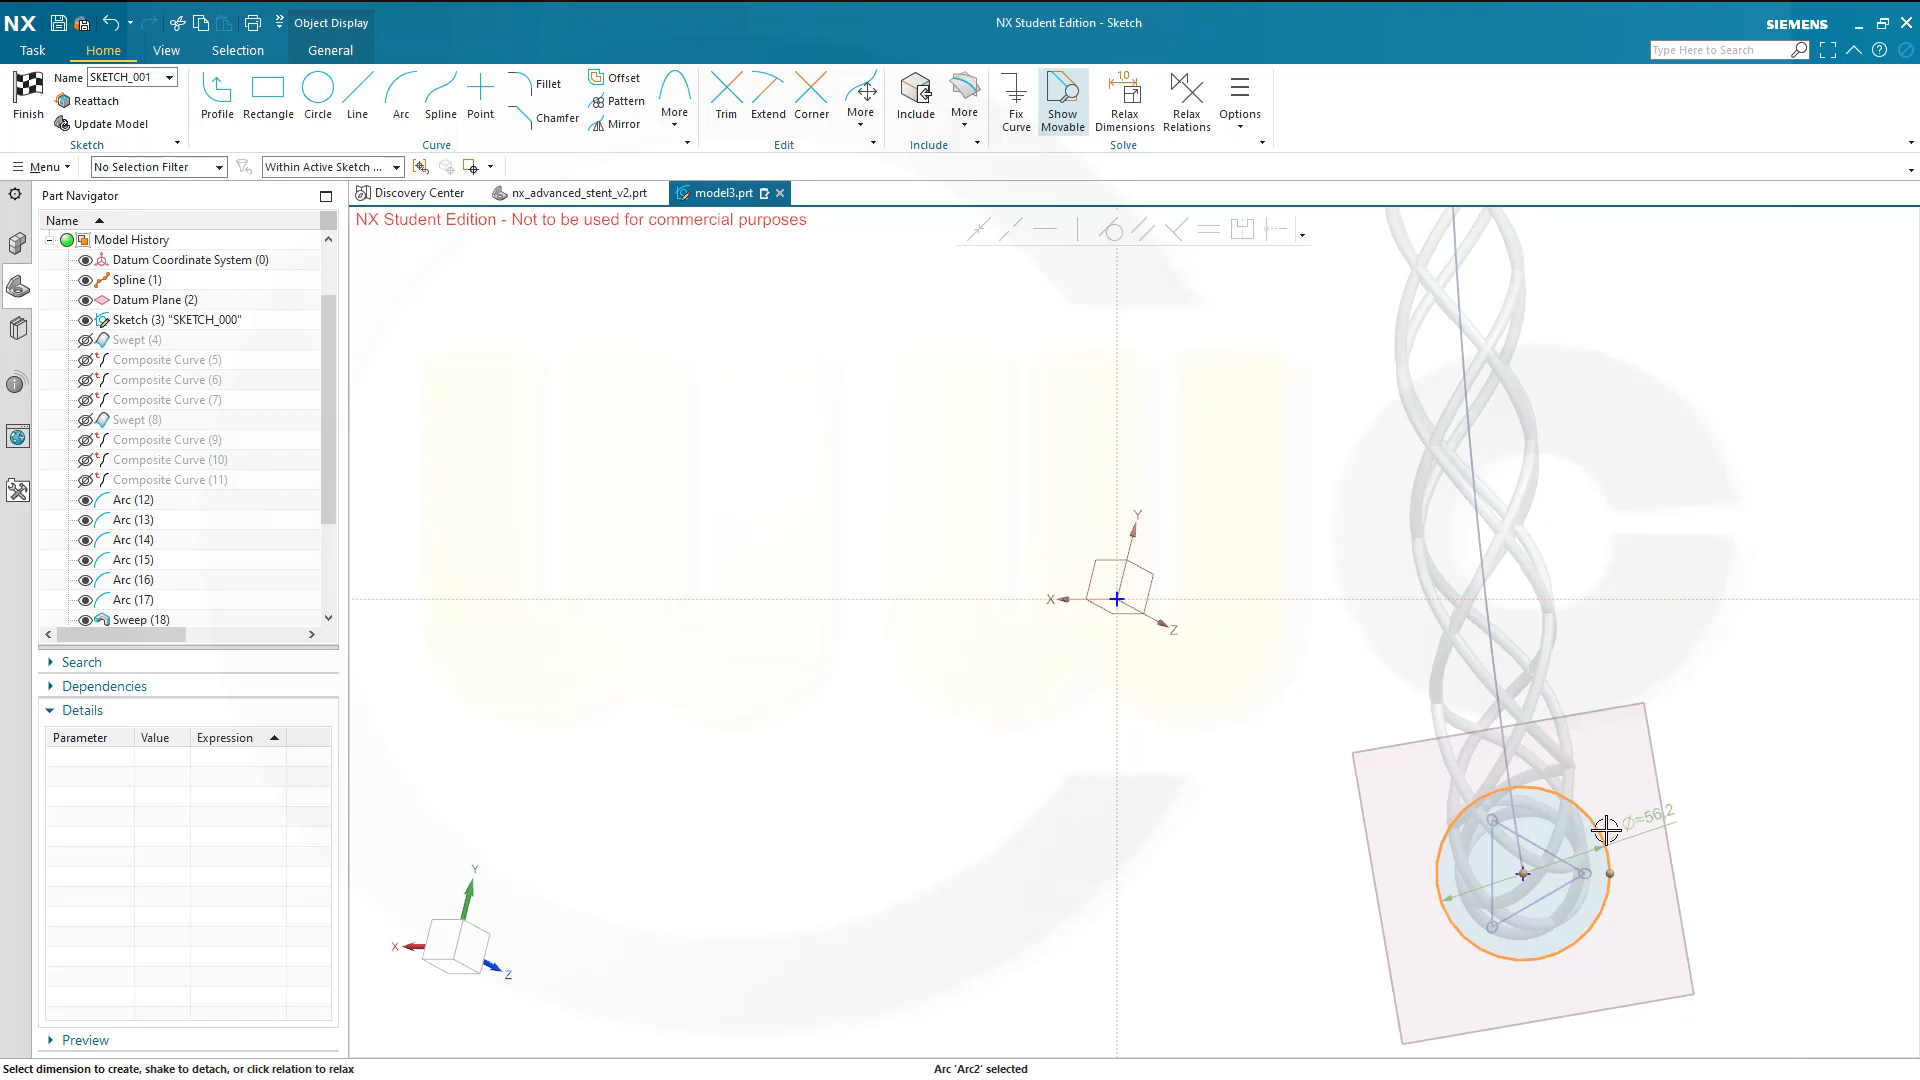 NX
Object Display
NX Student Edition - Sketch
SIEMENS
Task
Home
View
Selection
General
Type Here to Search
Finish
Name SKETCH_001
Reattach
Update Model
Sketch
Profile
Rectangle
Circle
Line
Arc
Spline
Point
Fillet
Chamfer
Offset
Pattern
Mirror
More
Curve
Trim
Extend
Corner
More
Edit
Include
More
Include
Fix
Curve
Show
Movable
1,0
Relax
Dimensions
Relax
Relations
Options
Solve
Menu
No Selection Filter
Within Active Sketch ...
Part Navigator
Discovery Center
nx_advanced_stent_v2.prt
model3.prt
NX Student Edition - Not to be used for commercial purposes
Name
Model History
Datum Coordinate System (0)
Spline (1)
Datum Plane (2)
Sketch (3) "SKETCH_000"
Swept (4)
Composite Curve (5)
Composite Curve (6)
Composite Curve (7)
Swept (8)
Composite Curve (9)
Composite Curve (10)
Composite Curve (11)
Arc (12)
Arc (13)
Arc (14)
Arc (15)
Arc (16)
Arc (17)
Sweep (18)
Search
Dependencies
Details
Parameter
Value
Expression
Preview
Y
X
Z
Y
X
Z
∅≈56,2
Select dimension to create, shake to detach, or click relation to relax
Arc 'Arc2' selected